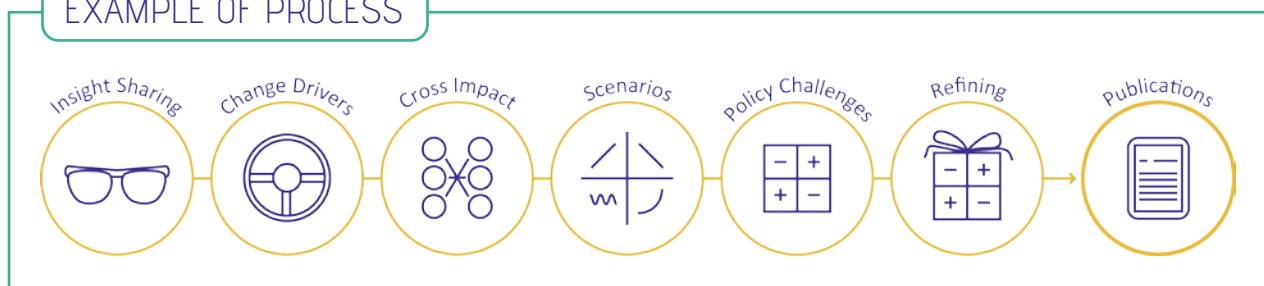 EXAMPLE OF PROCESS
Insight Sharing
Change Drivers
Cross Impact
Scenarios
Policy Challenges
Refining
Publications